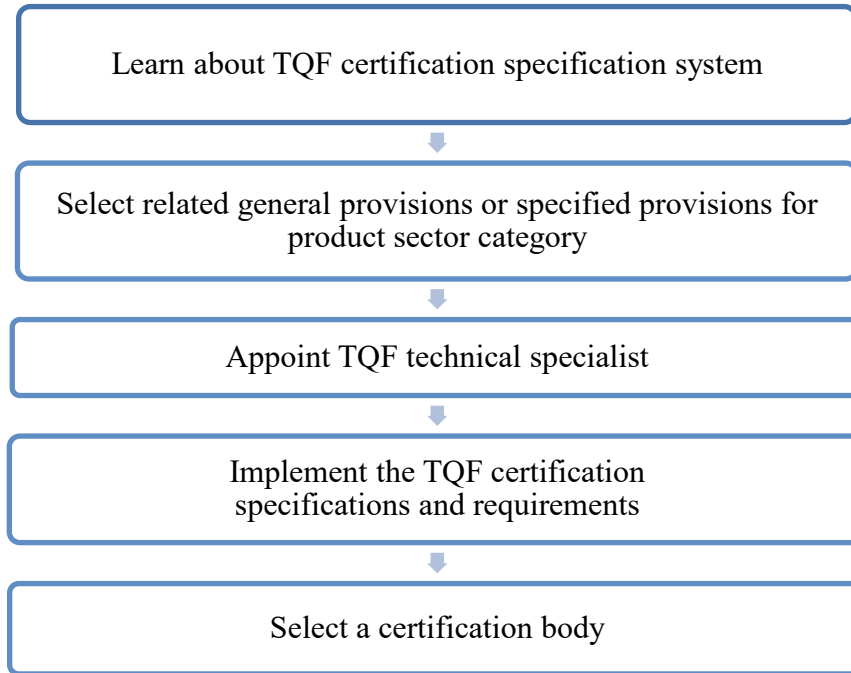 Learn about TQF certification specification system
Select related general provisions or specified provisions for
product sector category
Appoint TQF technical specialist
Implement the TQF certification
specifications and requirements
Select a certification body